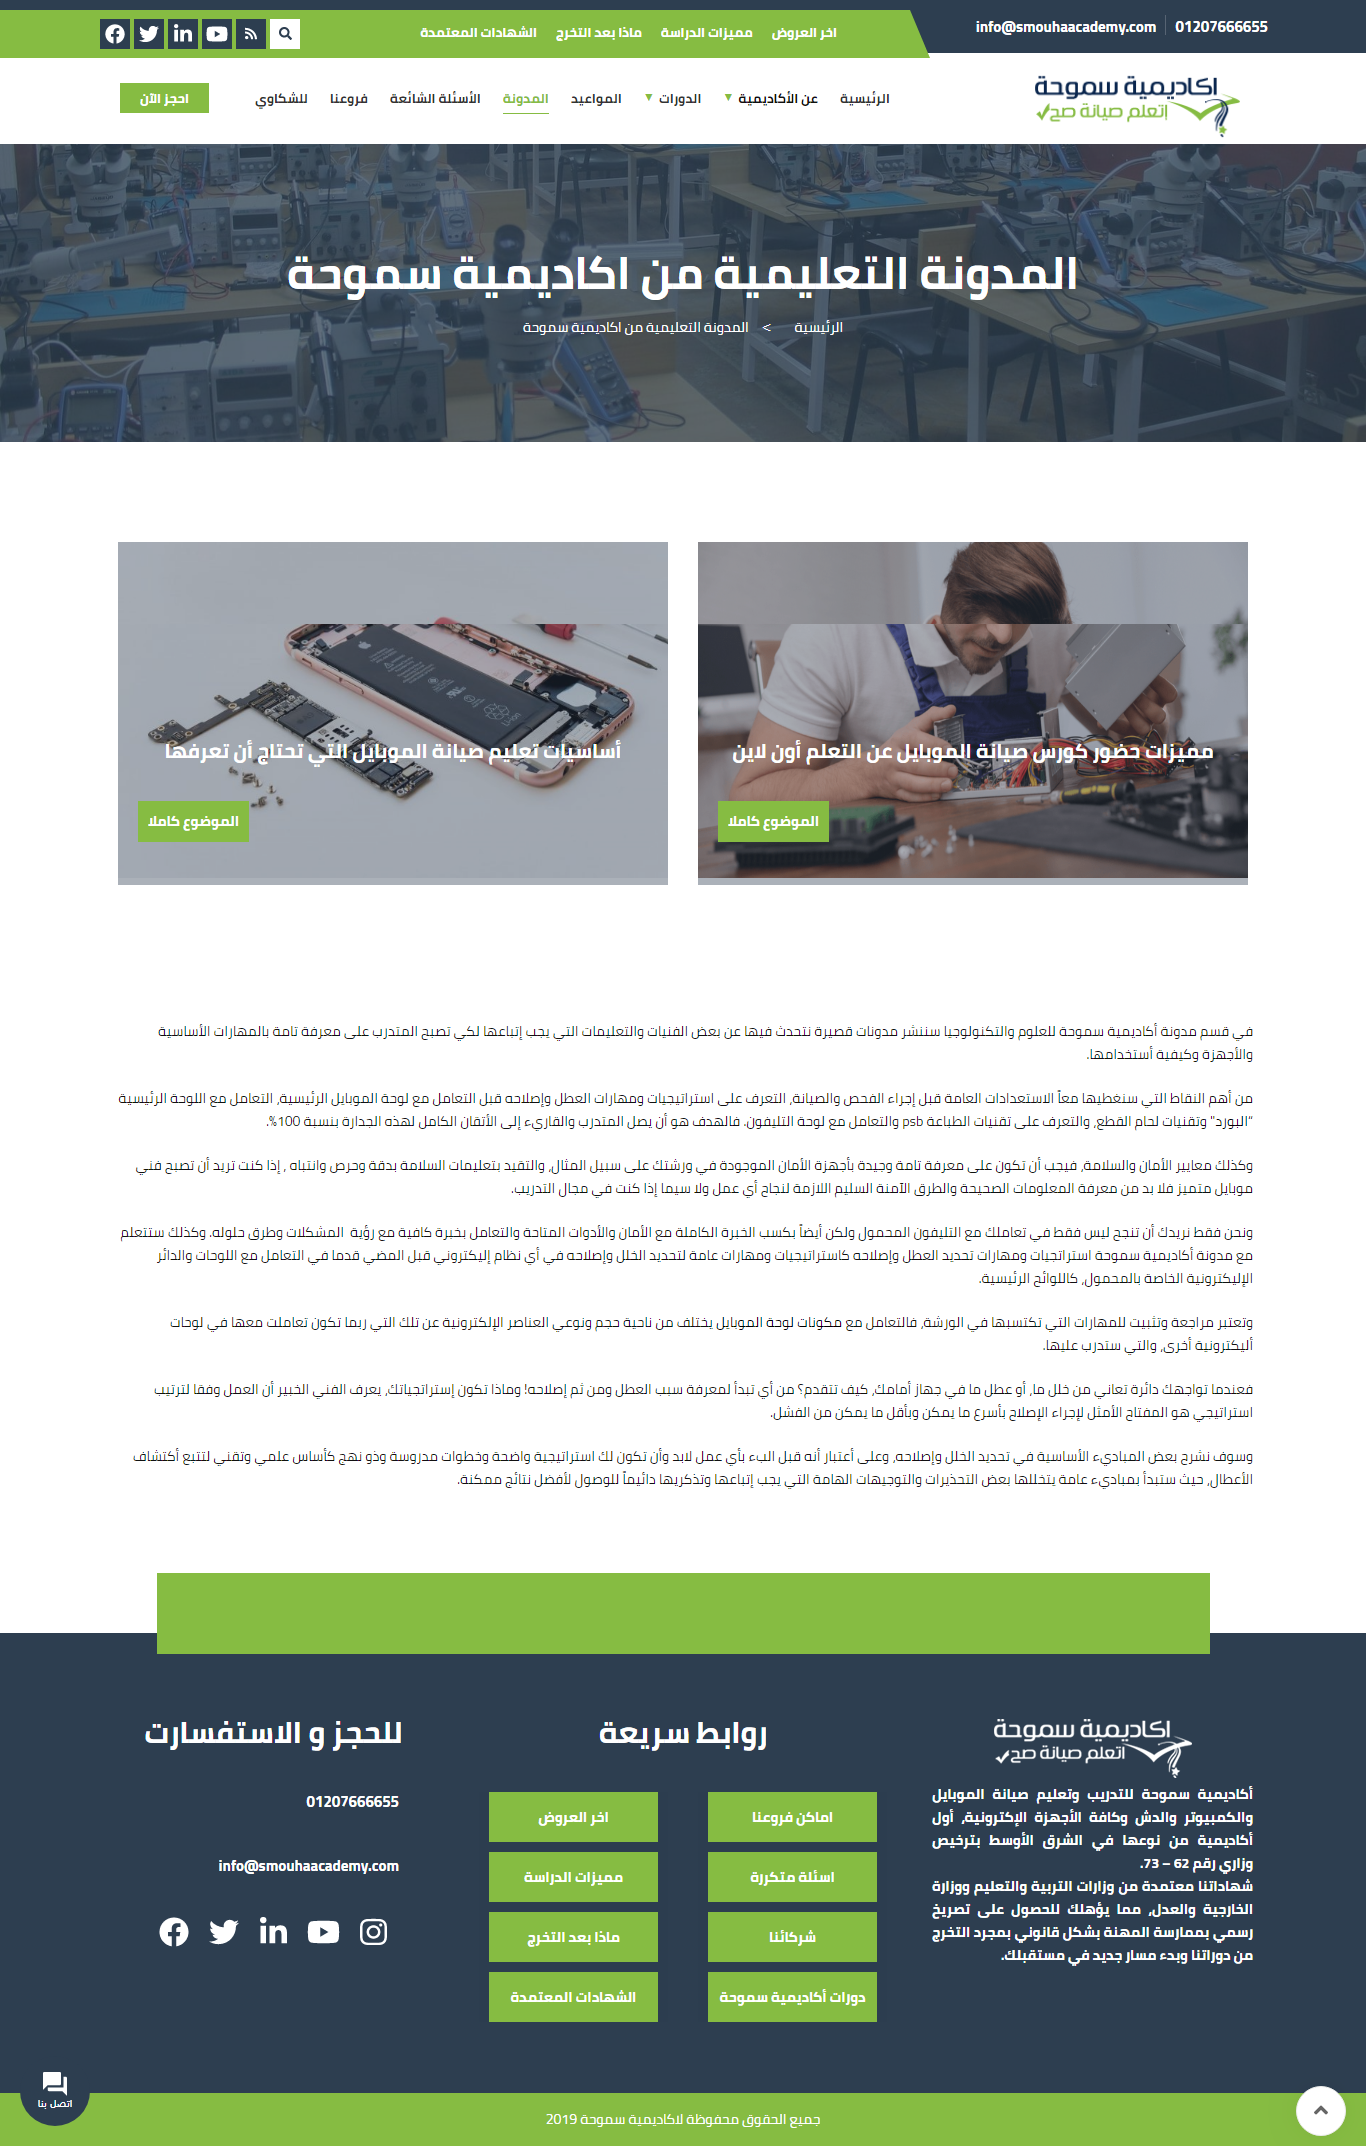 01207666655
info@smouhaacademy.com
اخر العروض
مميزات الدراسة
ماذا بعد التخرج
الشهادات المعتمدة
اكاديمية سموحة
إتعلم صيانة صح
الرئيسية
عن الأكاديمية
الدورات
المواعيد
المدونة
الأسئلة الشائعة
فروعنا
للشكاوي
احجز الآن
المدونة التعليمية من اكاديمية سموحة
الرئيسية > المدونة التعليمية من اكاديمية سموحة
مميزات حضور كورس صيانة الموبايل عن التعلم أون لاين
الموضوع كاملا
أساسيات تعليم صيانة الموبايل التي تحتاج أن تعرفها
الموضوع كاملا
في قسم مدونة أكاديمية سموحة للعلوم والتكنولوجيا سننشر مدونات قصيرة نتحدث فيها عن بعض الفنيات والتعليمات التي يجب إتباعها لكي تصبح المتدرب على معرفة تامة بالمهارات الأساسية
والأجهزة وكيفية أستخدامها.
من أهم النقاط التي سنغطيها معاً الاستعدادات العامة قبل إجراء الفحص والصيانة، التعرف على استراتيجيات ومهارات العطل وإصلاحه قبل التعامل مع لوحة الموبايل الرئيسية، التعامل مع اللوحة الرئيسية
“البورد" وتقنيات لحام القطع، والتعرف على تقنيات الطباعة psb والتعامل مع لوحة التليفون. فالهدف هو أن يصل المتدرب والقاريء إلى الأتقان الكامل لهذه الجدارة بنسبة 100%.
وكذلك معايير الأمان والسلامة، فيجب أن تكون على معرفة تامة وجيدة بأجهزة الأمان الموجودة في ورشتك على سبيل المثال، والتقيد بتعليمات السلامة بدقة وحرص وانتباه , إذا كنت تريد أن تصبح فني
موبايل متميز فلا بد من معرفة المعلومات الصحيحة والطرق الآمنة السليم اللازمة لنجاح أي عمل ولا سيما إذا كنت في مجال التدريب.
ونحن فقط نريدك أن تنجح ليس فقط في تعاملك مع التليفون المحمول ولكن أيضاً بكسب الخبرة الكاملة مع الأمان والأدوات المتاحة والتعامل بخبرة كافية مع رؤية المشكلات وطرق حلوله. وكذلك ستتعلم
مع مدونة أكاديمية سموحة استراتجيات ومهارات تحديد العطل وإصلاحه كاستراتيجيات ومهارات عامة لتحديد الخلل وإصلاحه في أي نظام إليكتروني قبل المضي قدما في التعامل مع اللوحات والدائر
الإليكترونية الخاصة بالمحمول، كاللوائح الرئيسية.
وتعتبر مراجعة وتثبيت للمهارات التي تكتسبها في الورشة، فالتعامل مع مكونات لوحة الموبايل يختلف من ناحية حجم ونوعي العناصر الإلكترونية عن تلك التي ربما تكون تعاملت معها في لوحات
أليكترونية أخرى، والتي ستدرب عليها.
فعندما تواجهك دائرة تعاني من خلل ما، أو عطل ما في جهاز أمامك، كيف تتقدم؟ من أي تبدأ لمعرفة سبب العطل ومن ثم إصلاحه! وماذا تكون إستراتجياتك، يعرف الفني الخبير أن العمل وفقا لترتيب
استراتيجي هو المفتاح الأمثل لإجراء الإصلاح بأسرع ما يمكن وبأقل ما يمكن من الفشل.
وسوف نشرح بعض المباديء الأساسية في تحديد الخلل وإصلاحه، وعلى أعتبار أنه قبل البء بأي عمل لابد وأن تكون لك استراتيجية واضحة وخطوات مدروسة وذو نهج كأساس علمي وتقني لتتبع أكتشاف
الأعطال، حيث ستبدأ بمباديء عامة يتخللها بعض التحذيرات والتوجيهات الهامة التي يجب إتباعها وتذكريها دائيماً للوصول لأفضل نتائج ممكنة.
اكاديمية سموحة
اتعلم صيانة صح
أكاديمية سموحة للتدريب وتعليم صيانة الموبايل
والكمبيوتر والدش وكافة الأجهزة الإكترونية، أول
أكاديمية من نوعها في الشرق الأوسط بترخيص
وزاري رقم 62 – 73.
شهاداتنا معتمدة من وزارات التربية والتعليم ووزارة
الخارجية والعدل، مما يؤهلك للحصول على تصريخ
رسمي بممارسة المهنة بشكل قانوني بمجرد التخرج
من دوراتنا وبدء مسار جديد في مستقبلك.
روابط سريعة
اماكن فروعنا
اخر العروض
اسئلة متكررة
مميزات الدراسة
شركائنا
ماذا بعد التخرج
دورات أكاديمية سموحة
الشهادات المعتمدة
للحجز و الاستفسارت
01207666655
info@smouhaacademy.com
اتصل بنا
جميع الحقوق محفوظة لاكاديمية سموحة 2019